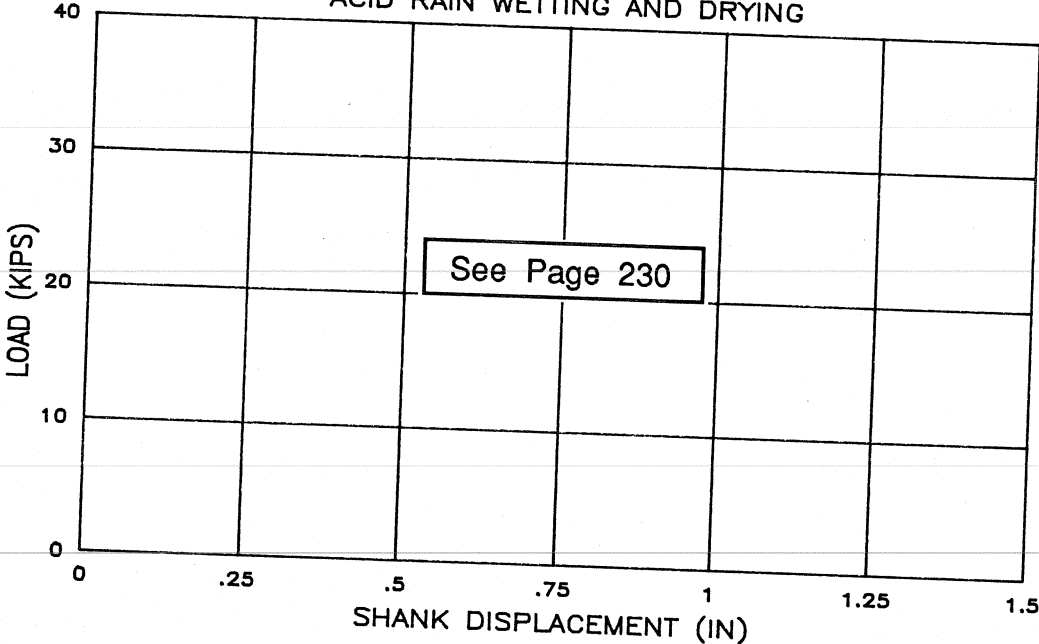 ACID RAIN WETTING AND DRYING
40
30
20
10
0
LOAD (KIPS)
See Page 230
0 .25 .5 .75 1 1.25 1.5
SHANK DISPLACEMENT (IN)